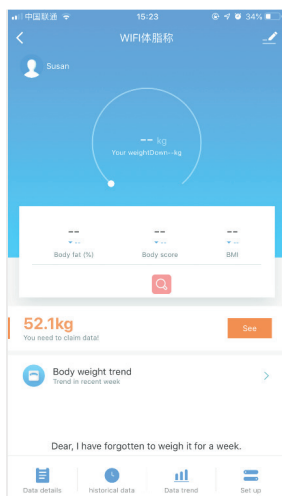 中国联通 15:23 34%
WIFI体脂称
Susan
-- kg
Your weightDown--kg
-- -- --
-- -- --
Body fat (%) Body score BMI
52.1kg
You need to claim data!
See
Body weight trend
Trend in recent week
Dear, I have forgotten to weigh it for a week.
Data details historical data Data trend Set up